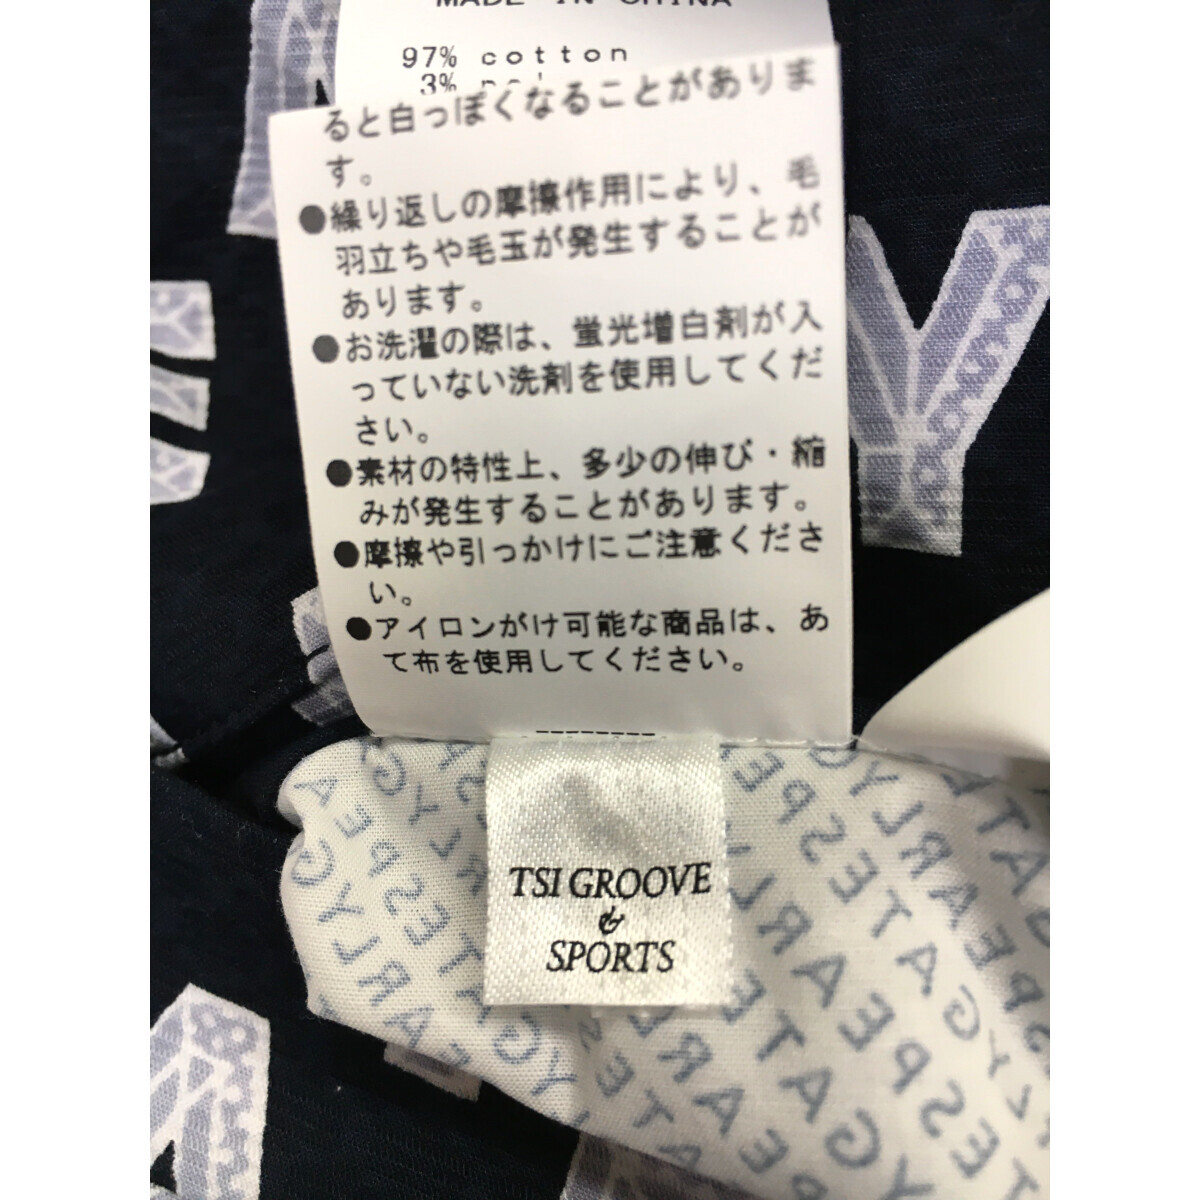 MADE IN CHINA
97% cotton
3%
ると白っぽくなることがありま
す。
●繰り返しの摩擦作用により、毛
羽立ちや毛玉が発生することが
あります。
●お洗濯の際は、蛍光増白剤が入
っていない洗剤を使用してくだ
さい。
●素材の特性上、多少の伸び・縮
みが発生することがあります。
●摩擦や引っかけにご注意くださ
い。
●アイロンがけ可能な商品は、あ
て布を使用してください。
TSI GROOVE
&
SPORTS